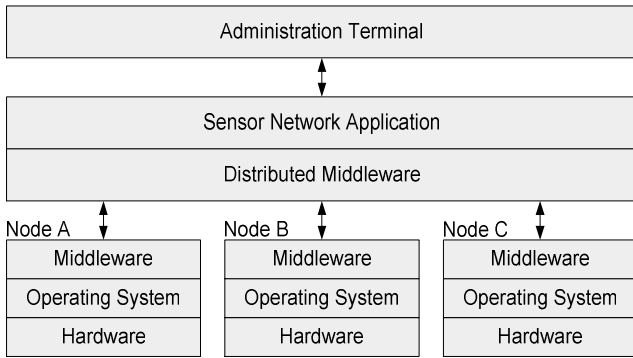 Administration Terminal
Sensor Network Application
Distributed Middleware
Node A
Node B
Node C
Middleware
Middleware
Middleware
Operating System
Operating System
Operating System
Hardware
Hardware
Hardware